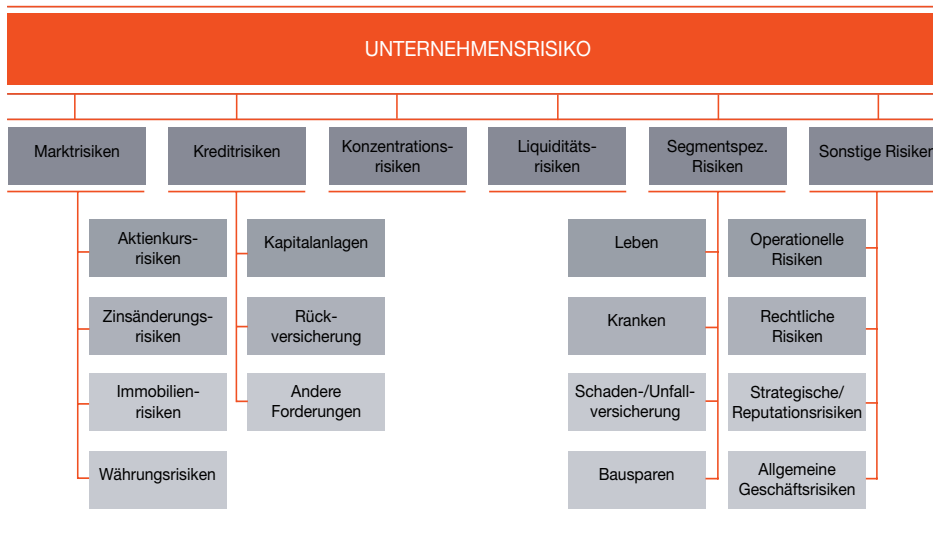 UNTERNEHMENSRISIKO
Marktrisiken
Kreditrisiken
Konzentrations-
risiken
Liquiditäts-
risiken
Segmentspez.
Risiken
Sonstige Risiken
Aktienkurs-
risiken
Zinsänderungs-
risiken
Immobilien-
risiken
Währungsrisiken
Kapitalanlagen
Rück-
versicherung
Andere
Forderungen
Leben
Kranken
Schaden-/Unfall-
versicherung
Bausparen
Operationelle
Risiken
Rechtliche
Risiken
Strategische/
Reputationsrisiken
Allgemeine
Geschäftsrisiken